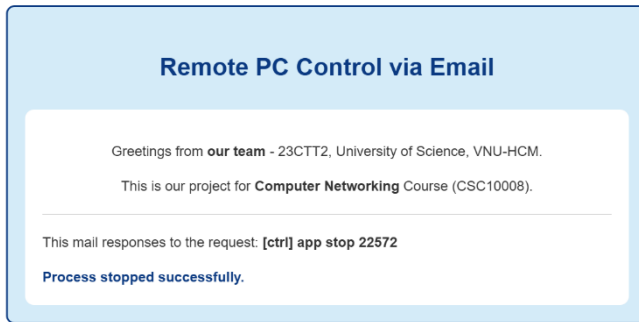 Remote PC Control via Email
Greetings from our team - 23CTT2, University of Science, VNU-HCM.
This is our project for Computer Networking Course (CSC10008).
This mail responses to the request: [ctrl] app stop 22572
Process stopped successfully.